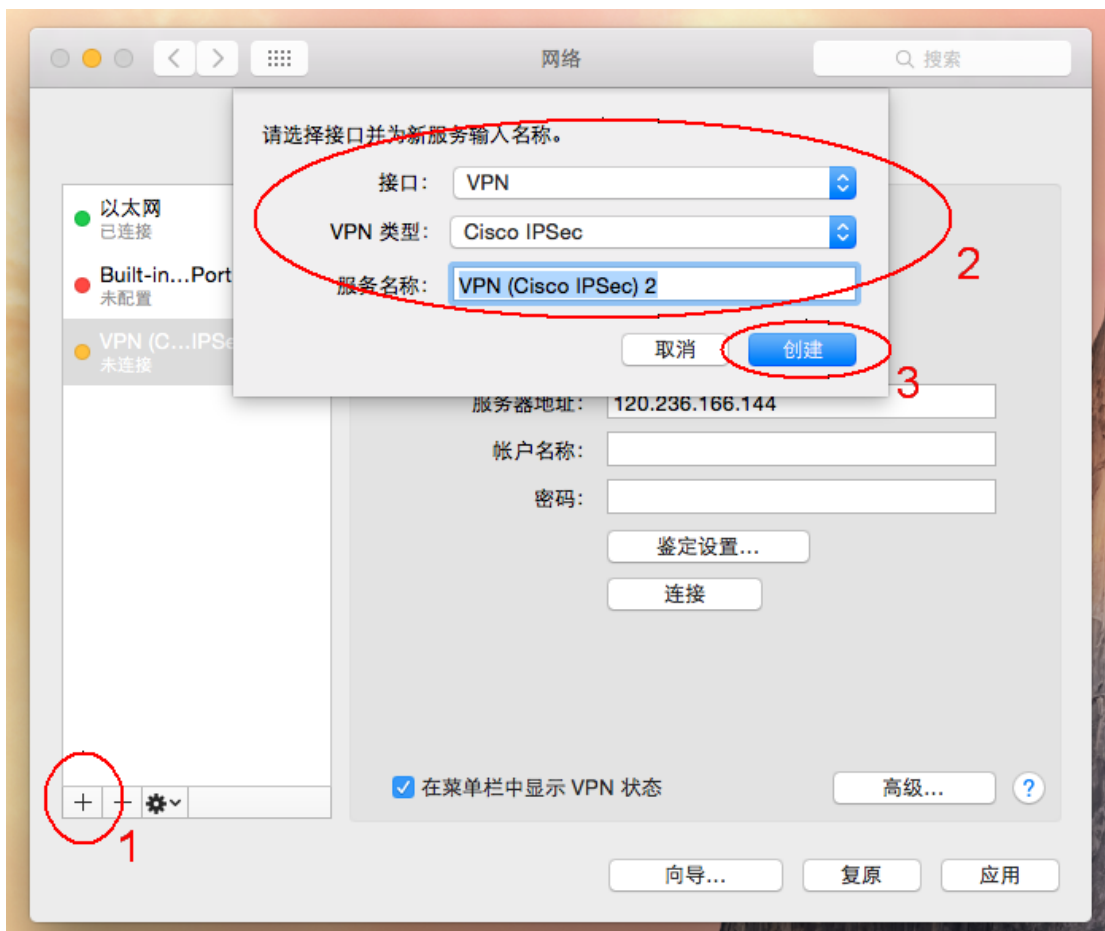 网络
搜索
请选择接口并为新服务输入名称。
接口：
VPN
VPN 类型：
Cisco IPSec
服务名称：
VPN (Cisco IPSec) 2
取消
创建
2
3
以太网
已连接
Built-in...Port
未配置
VPN (C...IPSe
未连接
服务器地址：
120.236.166.144
帐户名称：
密码：
鉴定设置...
连接
在菜单栏中显示 VPN 状态
高级...
?
1
向导...
复原
应用